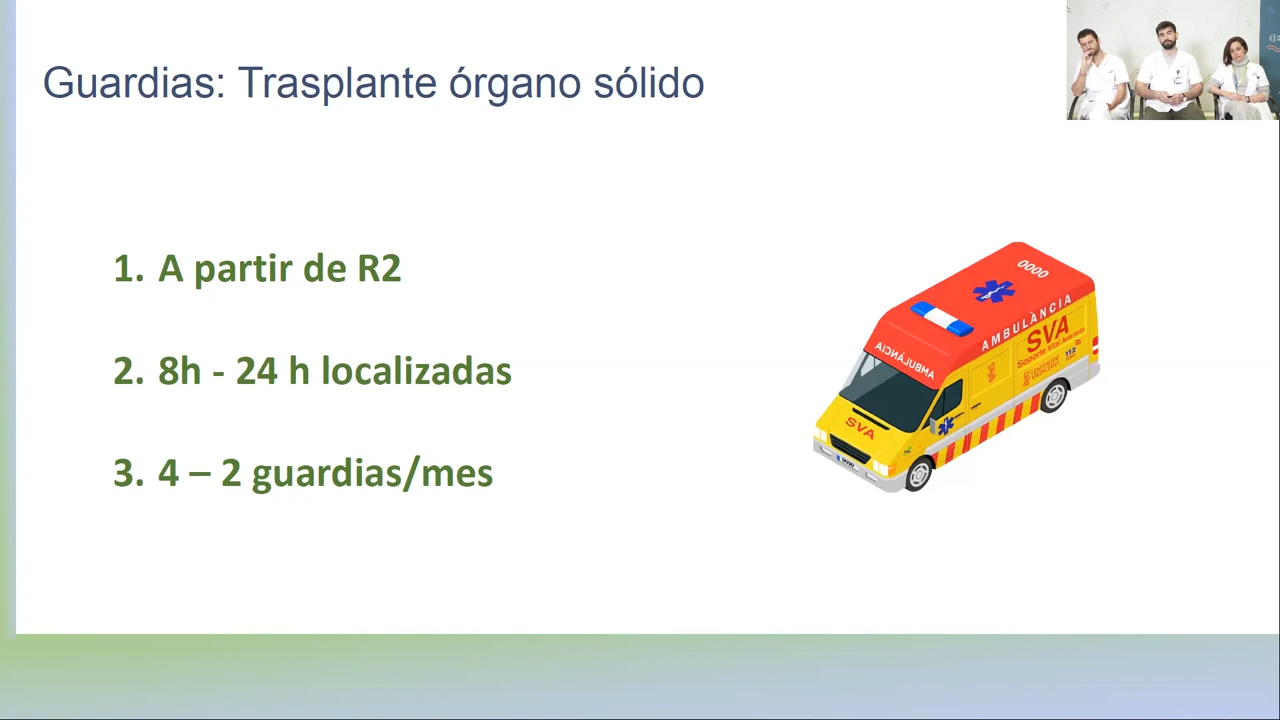 Guardias: Trasplante órgano sólido
1. A partir de R2
2. 8h - 24 h localizadas
3. 4 – 2 guardias/mes
0000
AMBULÀNCIA
SVA
Soporte Vital Avanzado
112
AMBULÀNCIA
SVA